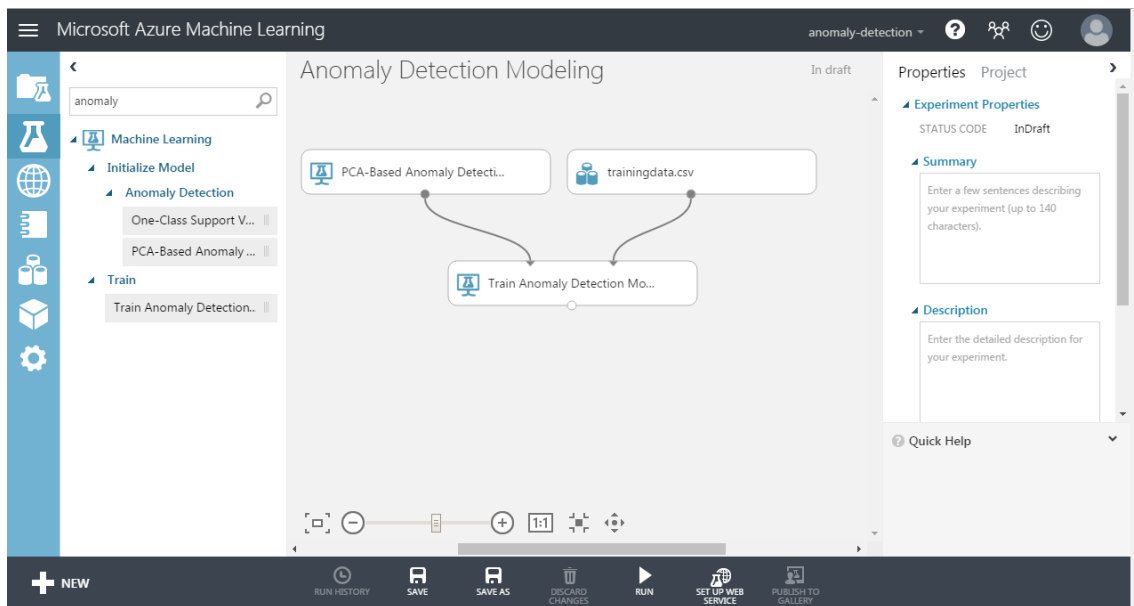 Microsoft Azure Machine Learning
anomaly-detection
?
anomaly
Machine Learning
Initialize Model
Anomaly Detection
One-Class Support V...
PCA-Based Anomaly ...
Train
Train Anomaly Detection..
Anomaly Detection Modeling
In draft
PCA-Based Anomaly Detecti...
trainingdata.csv
Train Anomaly Detection Mo...
1:1
Properties Project
Experiment Properties
STATUS CODE InDraft
Summary
Enter a few sentences describing
your experiment (up to 140
characters).
Description
Enter the detailed description for
your experiment.
? Quick Help
NEW
RUN HISTORY
SAVE
SAVE AS
DISCARD
CHANGES
RUN
SET UP WEB
SERVICE
PUBLISH TO
GALLERY